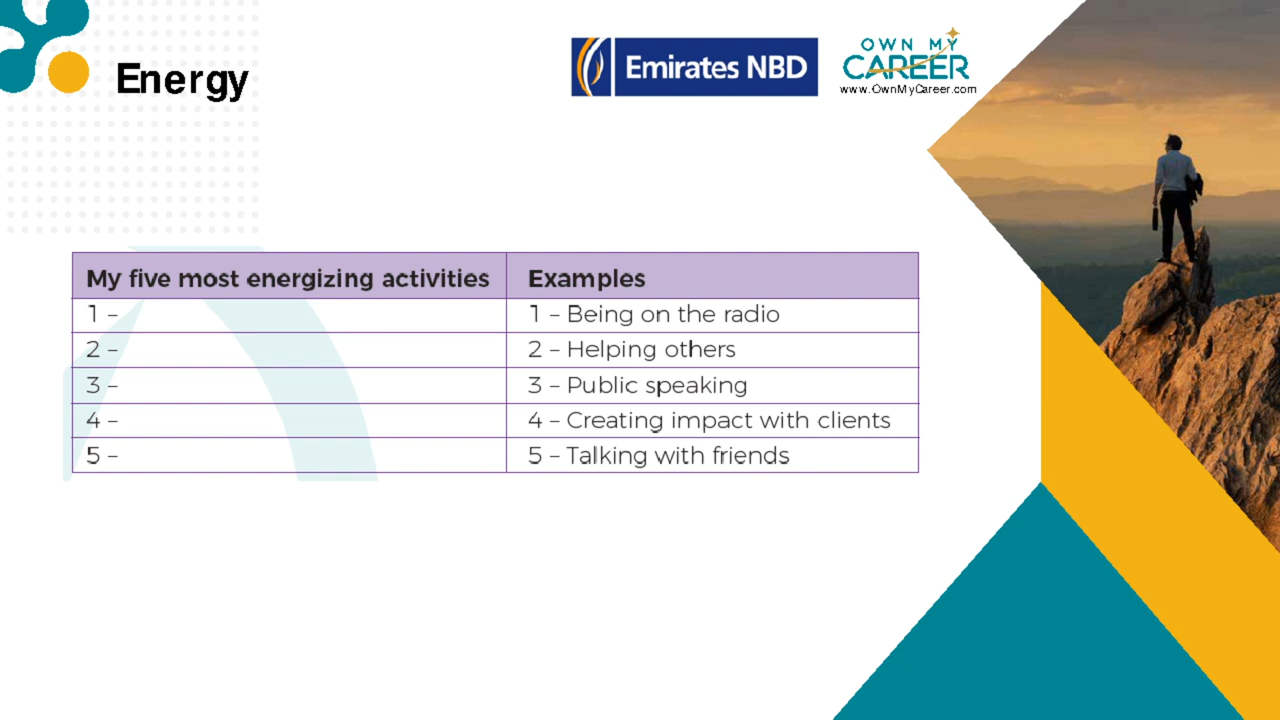 Energy
Emirates NBD
OWN MY
CAREER
www.OwnMyCareer.com
My five most energizing activities Examples
1 – 1 – Being on the radio
2 – 2 – Helping others
3 – 3 – Public speaking
4 – 4 – Creating impact with clients
5 – 5 – Talking with friends